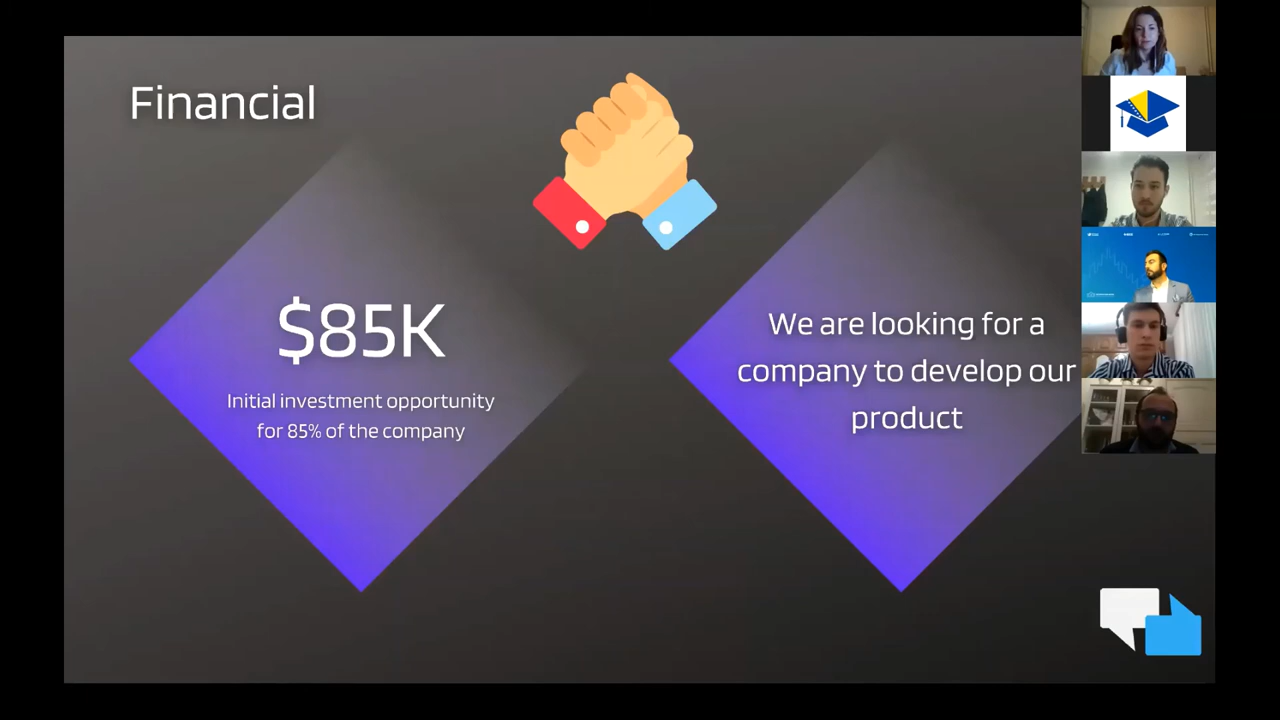 Financial
$85K
Initial investment opportunity
for 85% of the company
We are looking for a
company to develop our
product